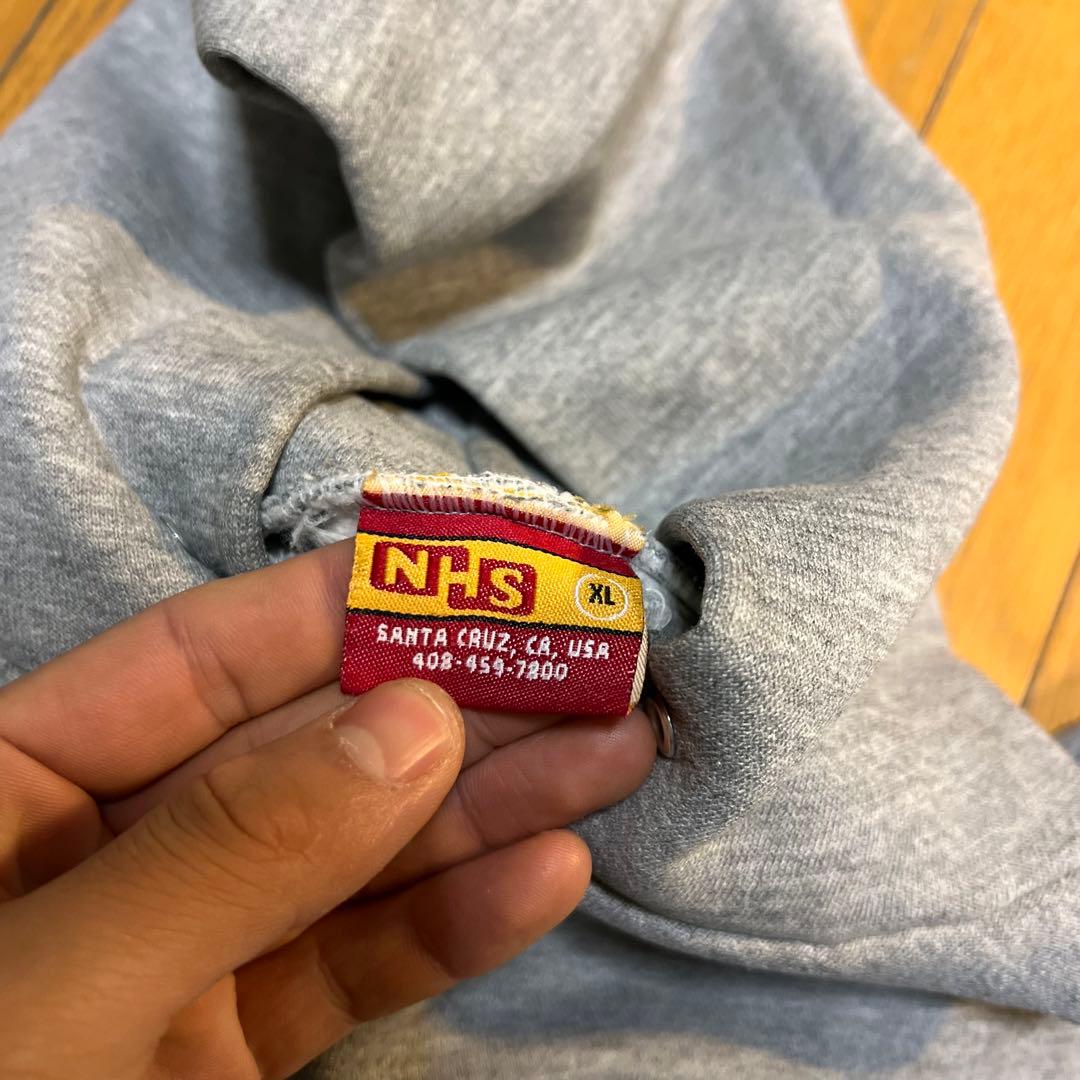 NHS
XL
SANTA CRUZ, CA, USA
408-459-7800